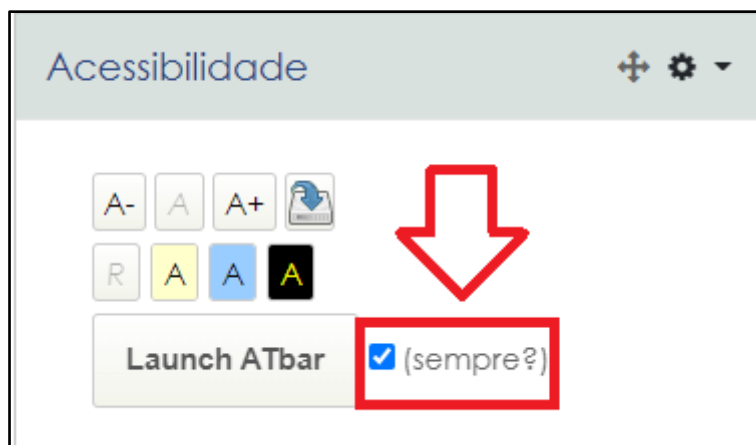 Acessibilidade
A- A A+
R A A A
Launch ATbar (sempre?)